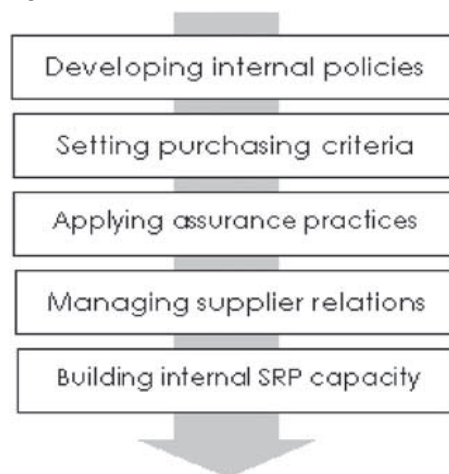 Developing internal policies
Setting purchasing criteria
Applying assurance practices
Managing supplier relations
Building internal SRP capacity